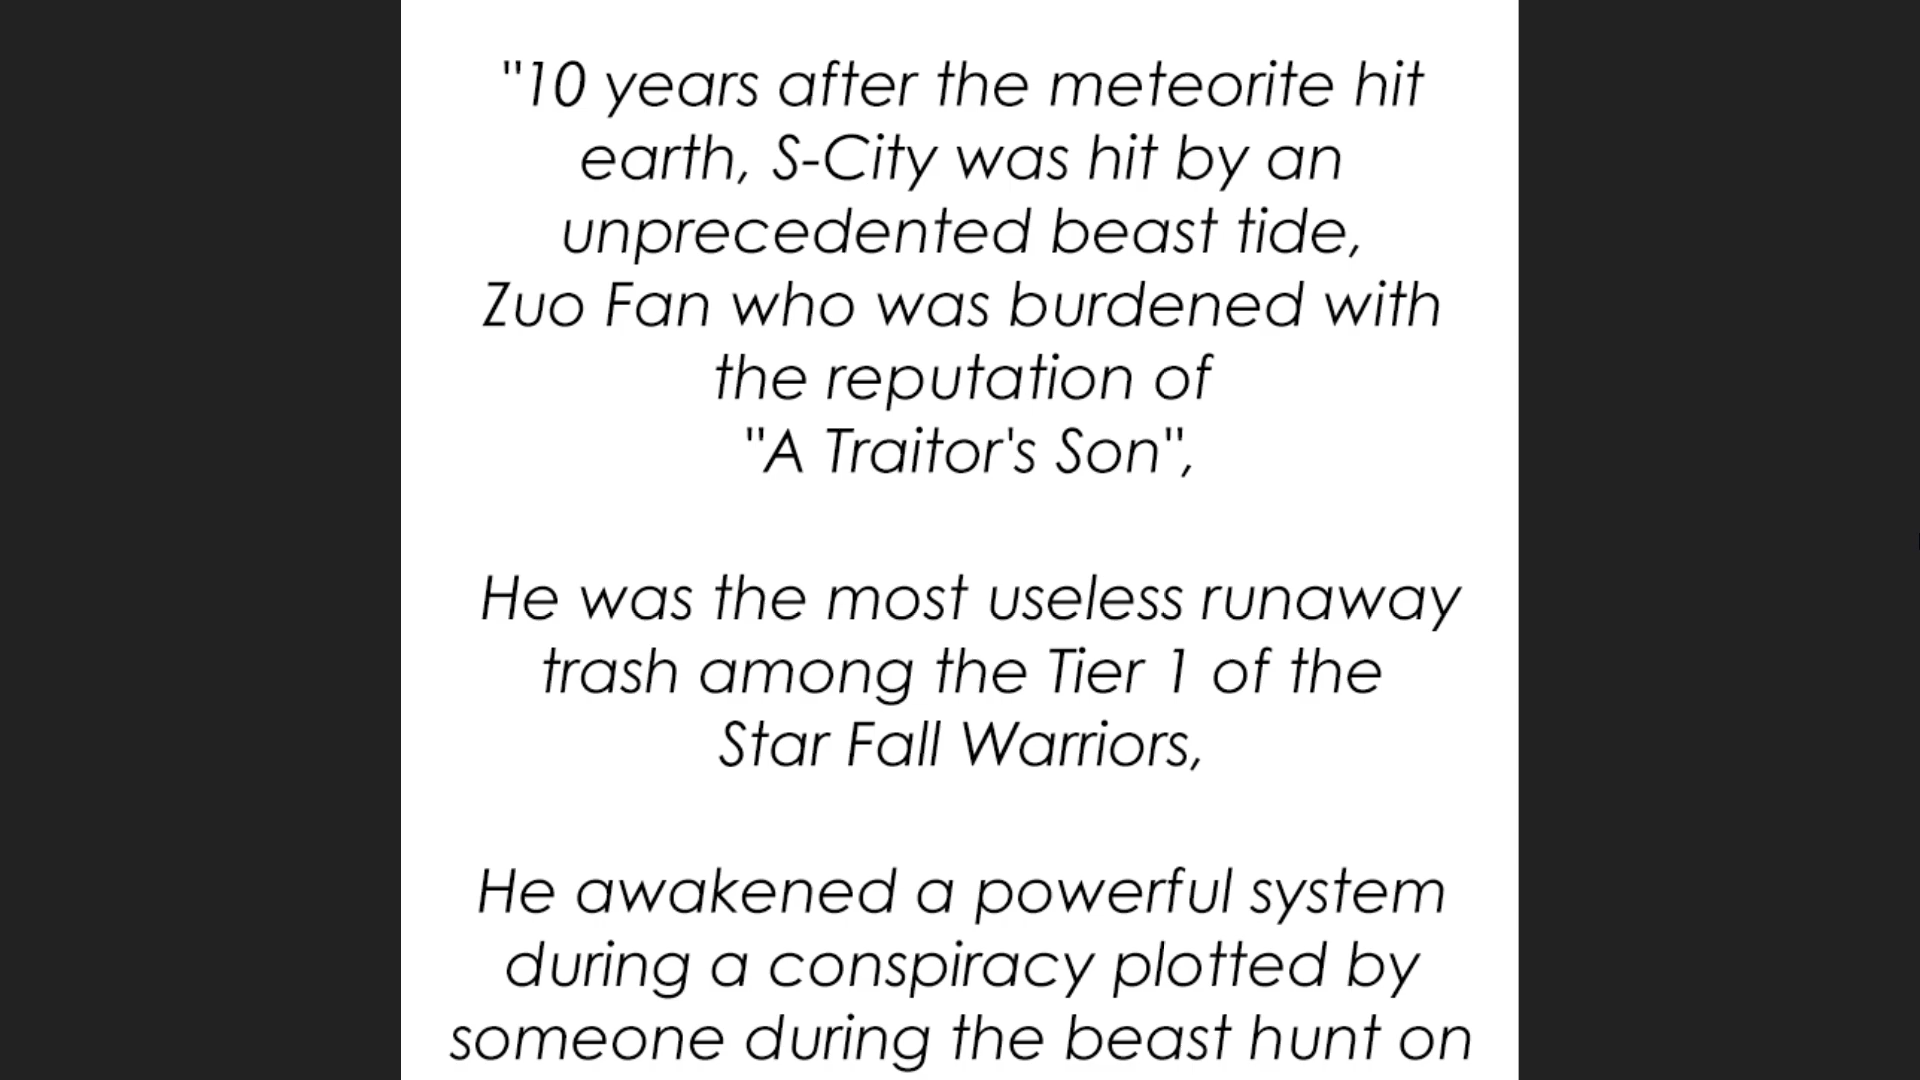 "10 years after the meteorite hit
earth, S-City was hit by an
unprecedented beast tide,
Zuo Fan who was burdened with
the reputation of
"A Traitor's Son",
He was the most useless runaway
trash among the Tier 1 of the
Star Fall Warriors,
He awakened a powerful system
during a conspiracy plotted by
someone during the beast hunt on